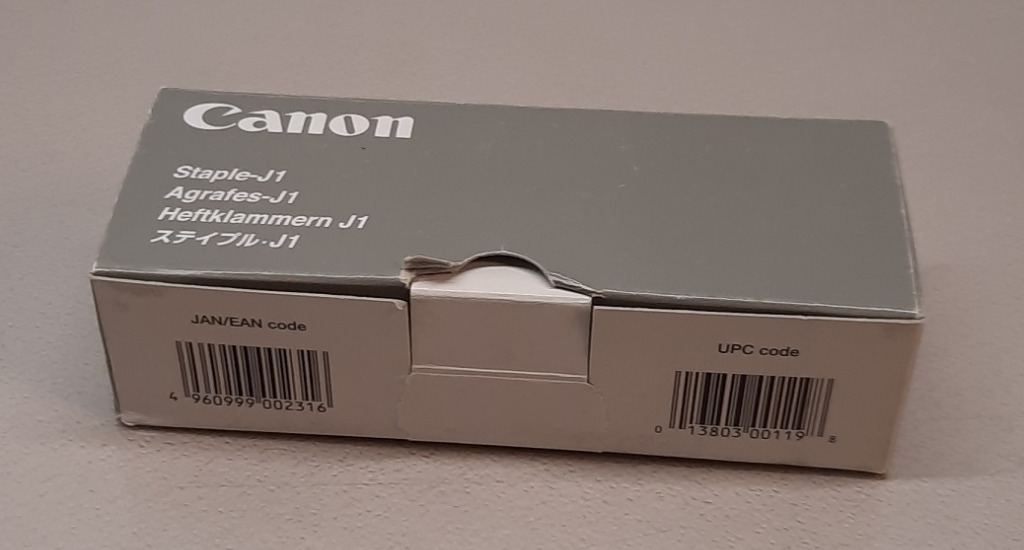 Canon
Staple-J1
Agrafes-J1
Heftklammern J1
ステイプル・J1
JAN/EAN code
4 960999 002316
UPC code
0 13803 00119 8